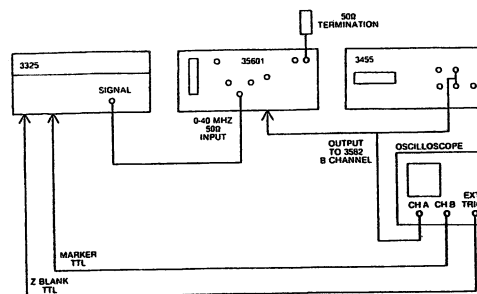 50Ω
TERMINATION
3325
35601
3455
SIGNAL
0-40 MHZ
50Ω
INPUT
OUTPUT
TO 3582
B CHANNEL
OSCILLOSCOPE
CH A CH B EXT
TRIG
MARKER
TTL
Z BLANK
TTL